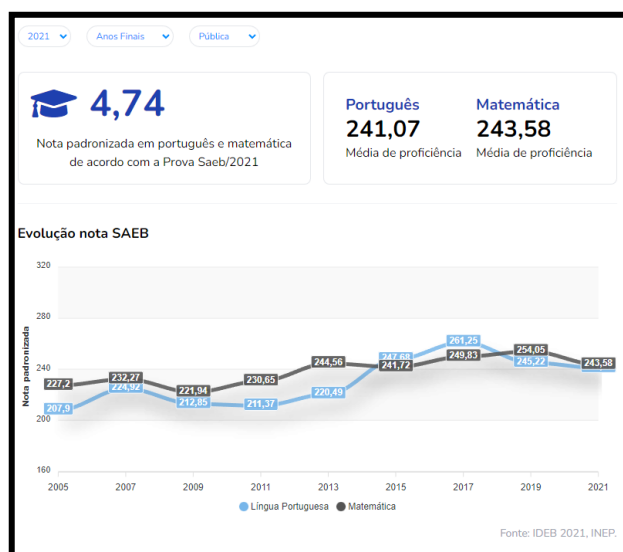 2021 Anos Finais Pública
4,74
Nota padronizada em português e matemática
de acordo com a Prova Saeb/2021
Português Matemática
241,07 243,58
Média de proficiência Média de proficiência
Evolução nota SAEB
Nota padronizada
320
280
240
200
160
227,2 232,27 221,94 230,65 244,56 241,72 249,83 254,05 243,58
207,9 224,92 212,85 211,37 220,49 247,68 261,25 245,22
2005 2007 2009 2011 2013 2015 2017 2019 2021
Língua Portuguesa Matemática
Fonte: IDEB 2021, INEP.